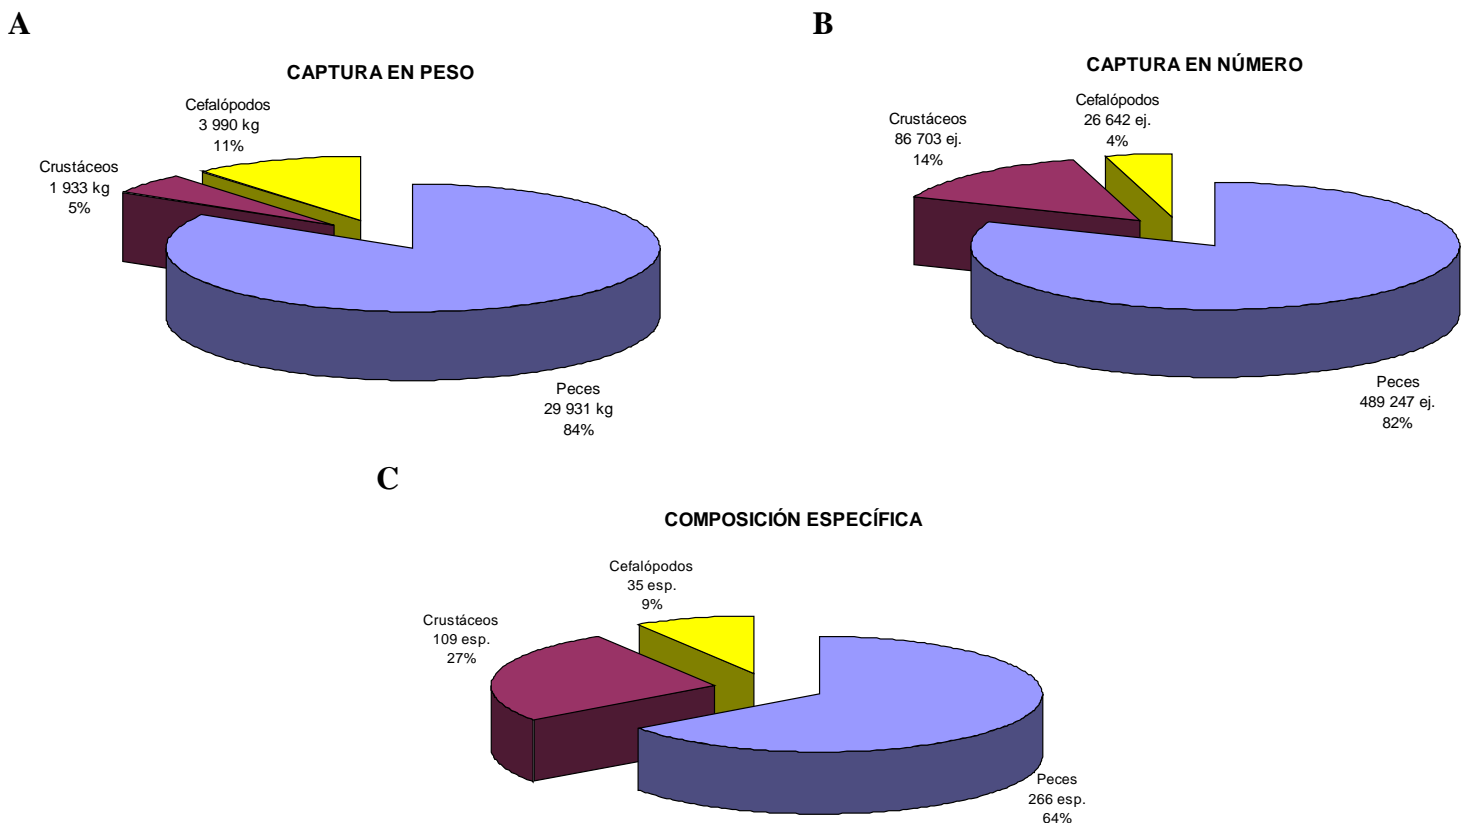 A
CAPTURA EN PESO
Cefalópodos
3 990 kg
11%
Crustáceos
1 933 kg
5%
Peces
29 931 kg
84%
B
CAPTURA EN NÚMERO
Cefalópodos
26 642 ej.
4%
Crustáceos
86 703 ej.
14%
Peces
489 247 ej.
82%
C
COMPOSICIÓN ESPECÍFICA
Cefalópodos
35 esp.
9%
Crustáceos
109 esp.
27%
Peces
266 esp.
64%